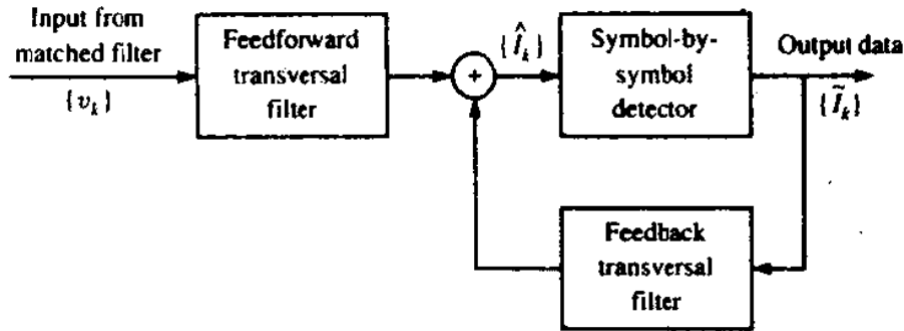 Input from
matched filter
{v_k}
Feedforward
transversal
filter
+
{Î_k}
Symbol-by-
symbol
detector
Output data
{Ĩ_k}
Feedback
transversal
filter